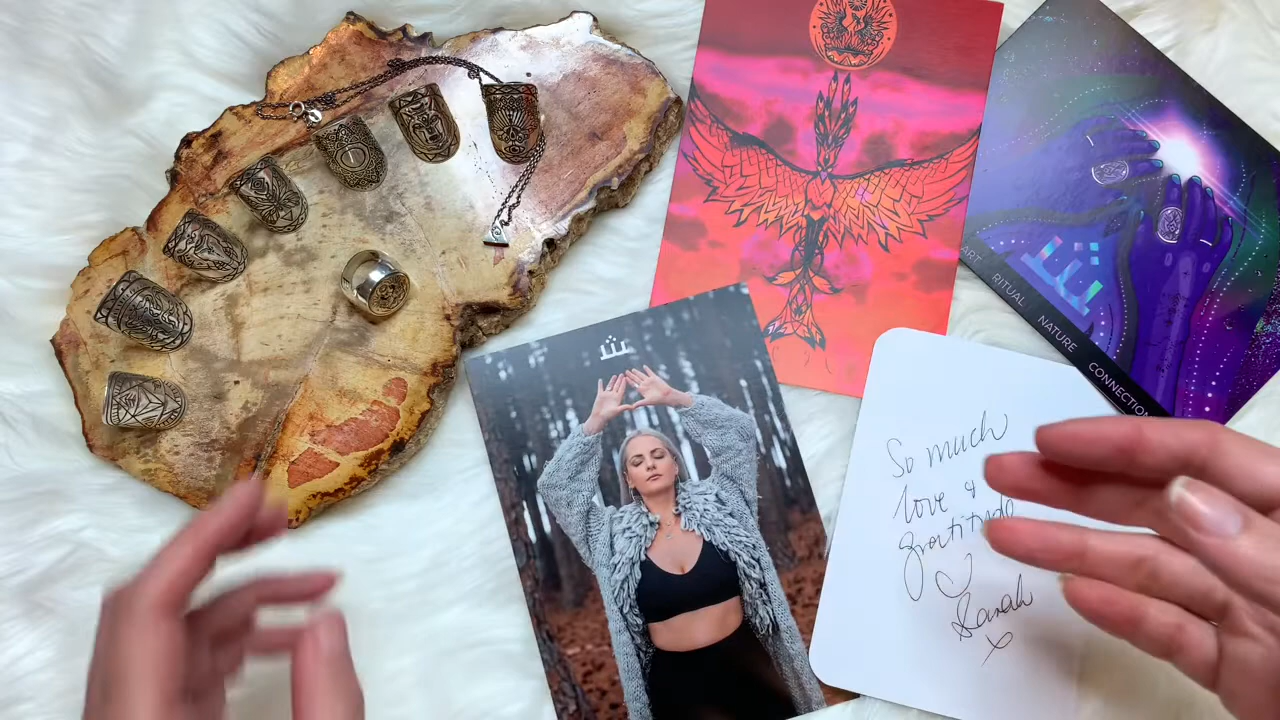 ART
RITUAL
NATURE
CONNECTION
So much
love &
gratitude
Sarah
x